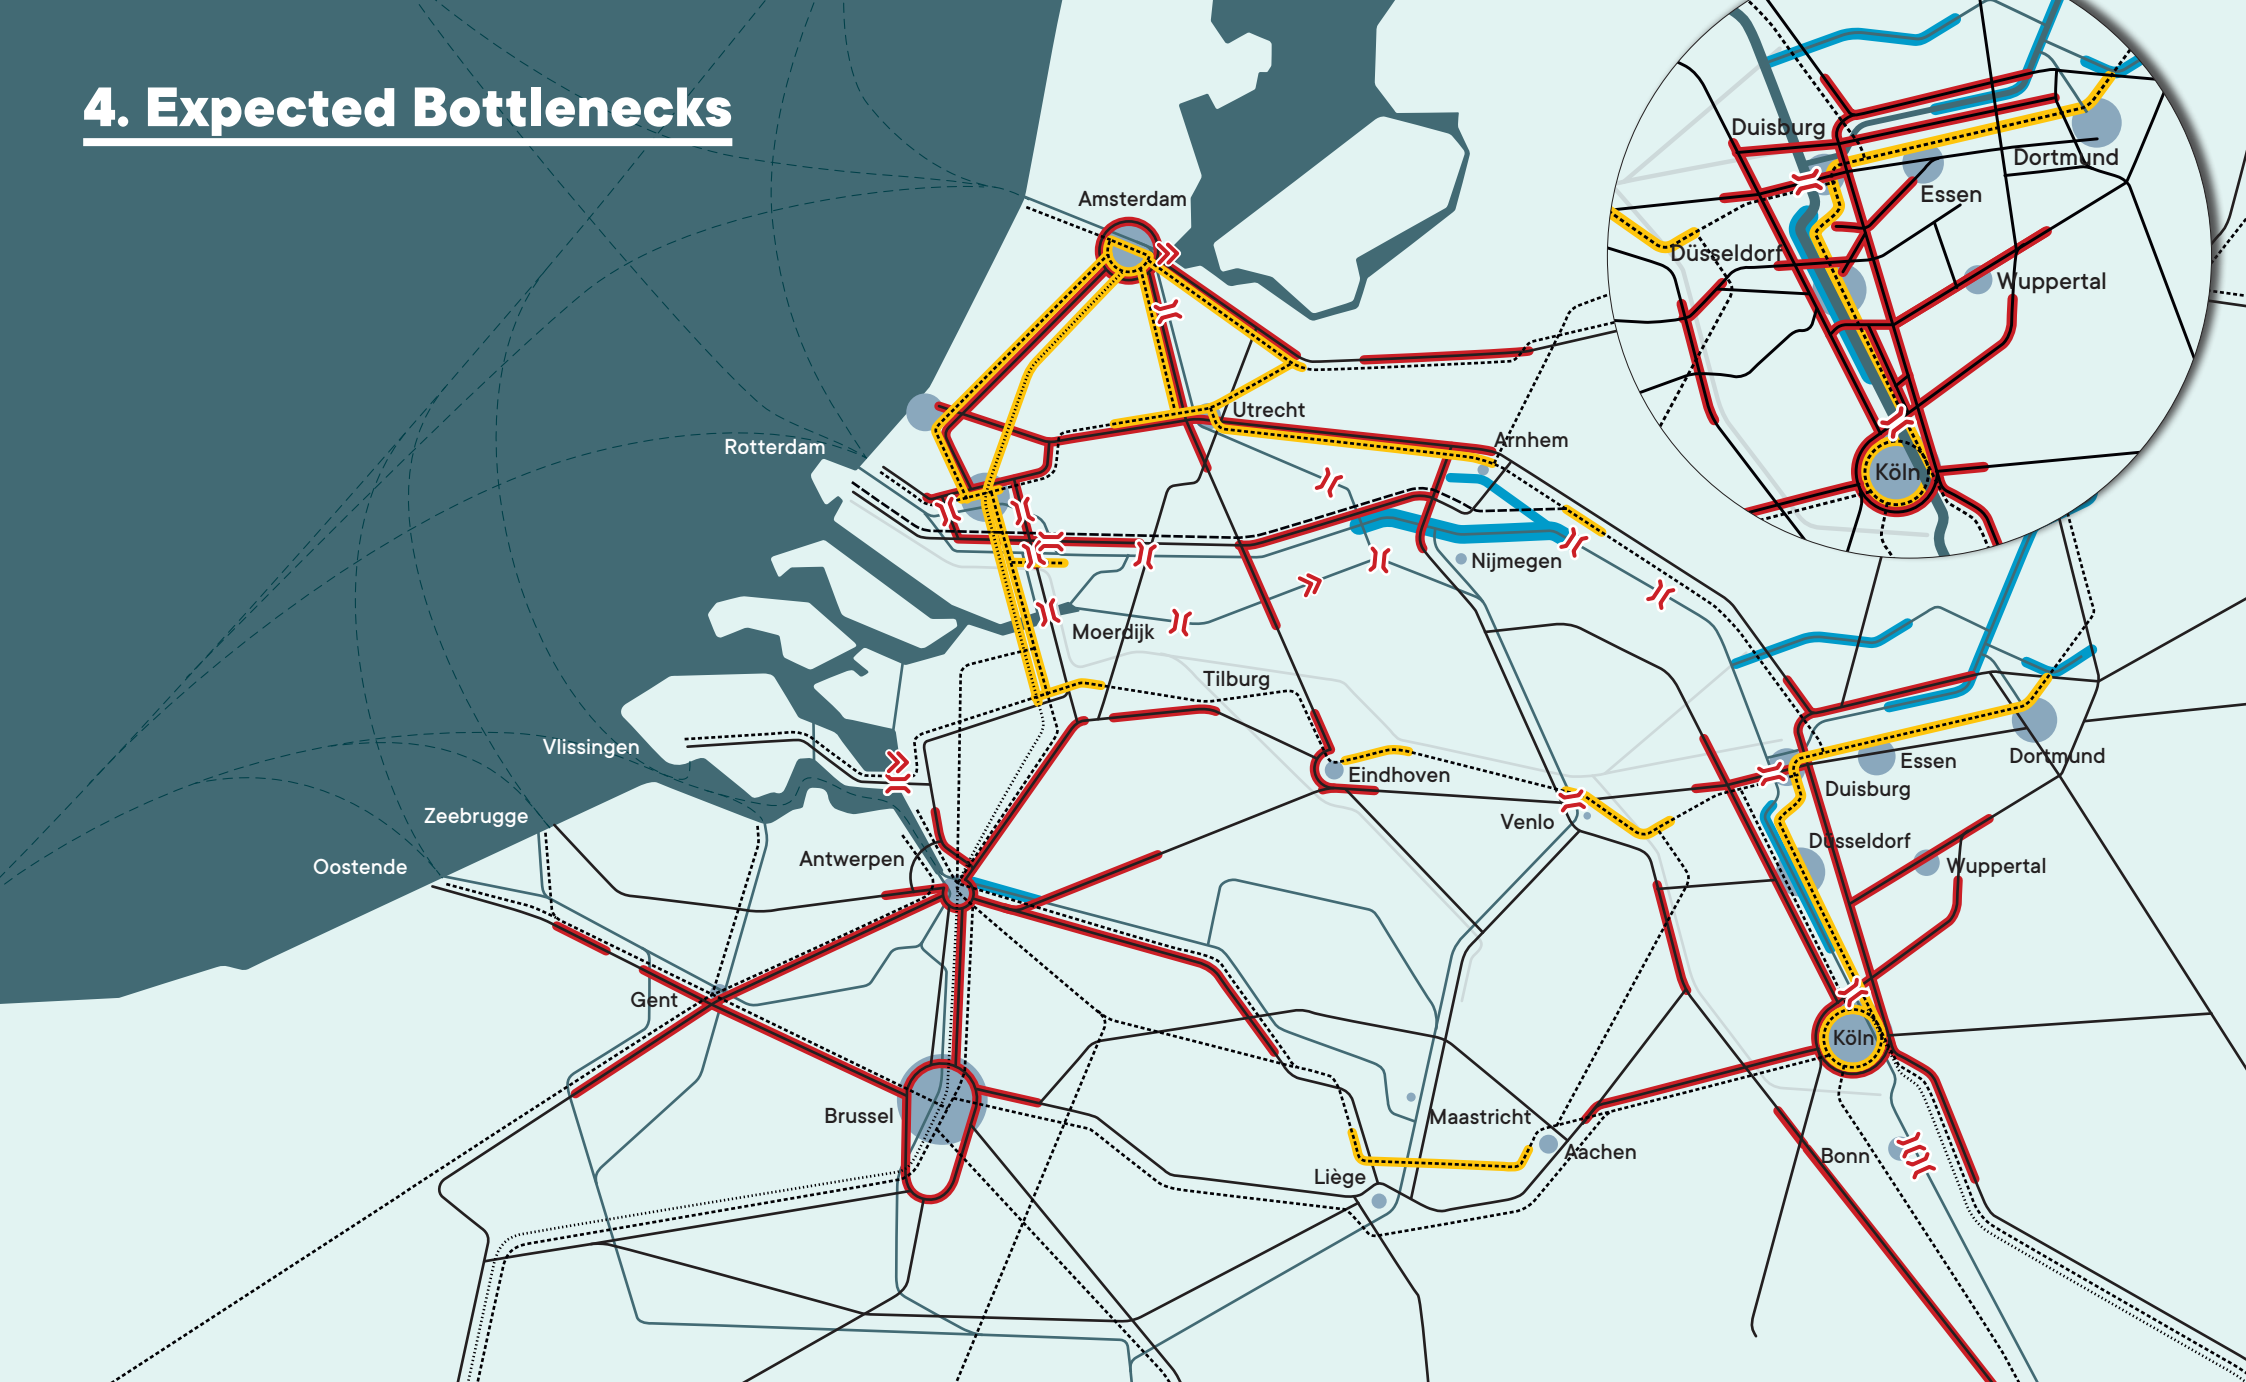 4. Expected Bottlenecks
Amsterdam
Utrecht
Rotterdam
Arnhem
Nijmegen
Moerdijk
Tilburg
Vlissingen
Eindhoven
Venlo
Zeebrugge
Oostende
Antwerpen
Gent
Brussel
Maastricht
Aachen
Liège
Duisburg
Dortmund
Essen
Düsseldorf
Wuppertal
Köln
Essen
Dortmund
Duisburg
Düsseldorf
Wuppertal
Köln
Bonn